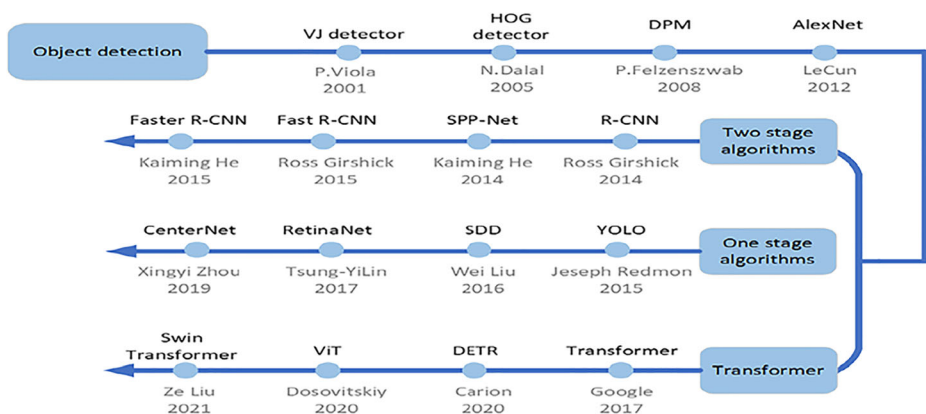 Object detection
VJ detector
P.Viola
2001
HOG
detector
N.Dalal
2005
DPM
P.Felzenszwab
2008
AlexNet
LeCun
2012
Faster R-CNN
Kaiming He
2015
Fast R-CNN
Ross Girshick
2015
SPP-Net
Kaiming He
2014
R-CNN
Ross Girshick
2014
Two stage
algorithms
CenterNet
Xingyi Zhou
2019
RetinaNet
Tsung-YiLin
2017
SDD
Wei Liu
2016
YOLO
Jeseph Redmon
2015
One stage
algorithms
Swin
Transformer
Ze Liu
2021
ViT
Dosovitskiy
2020
DETR
Carion
2020
Transformer
Google
2017
Transformer